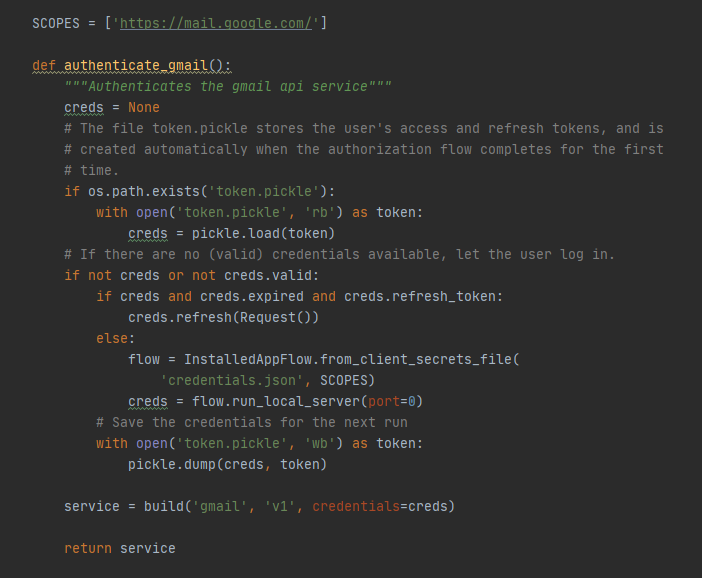 SCOPES = ['https://mail.google.com/']
def authenticate_gmail():
"""Authenticates the gmail api service"""
creds = None
# The file token.pickle stores the user's access and refresh tokens, and is
# created automatically when the authorization flow completes for the first
# time.
if os.path.exists('token.pickle'):
with open('token.pickle', 'rb') as token:
creds = pickle.load(token)
# If there are no (valid) credentials available, let the user log in.
if not creds or not creds.valid:
if creds and creds.expired and creds.refresh_token:
creds.refresh(Request())
else:
flow = InstalledAppFlow.from_client_secrets_file(
'credentials.json', SCOPES)
creds = flow.run_local_server(port=0)
# Save the credentials for the next run
with open('token.pickle', 'wb') as token:
pickle.dump(creds, token)
service = build('gmail', 'v1', credentials=creds)
return service